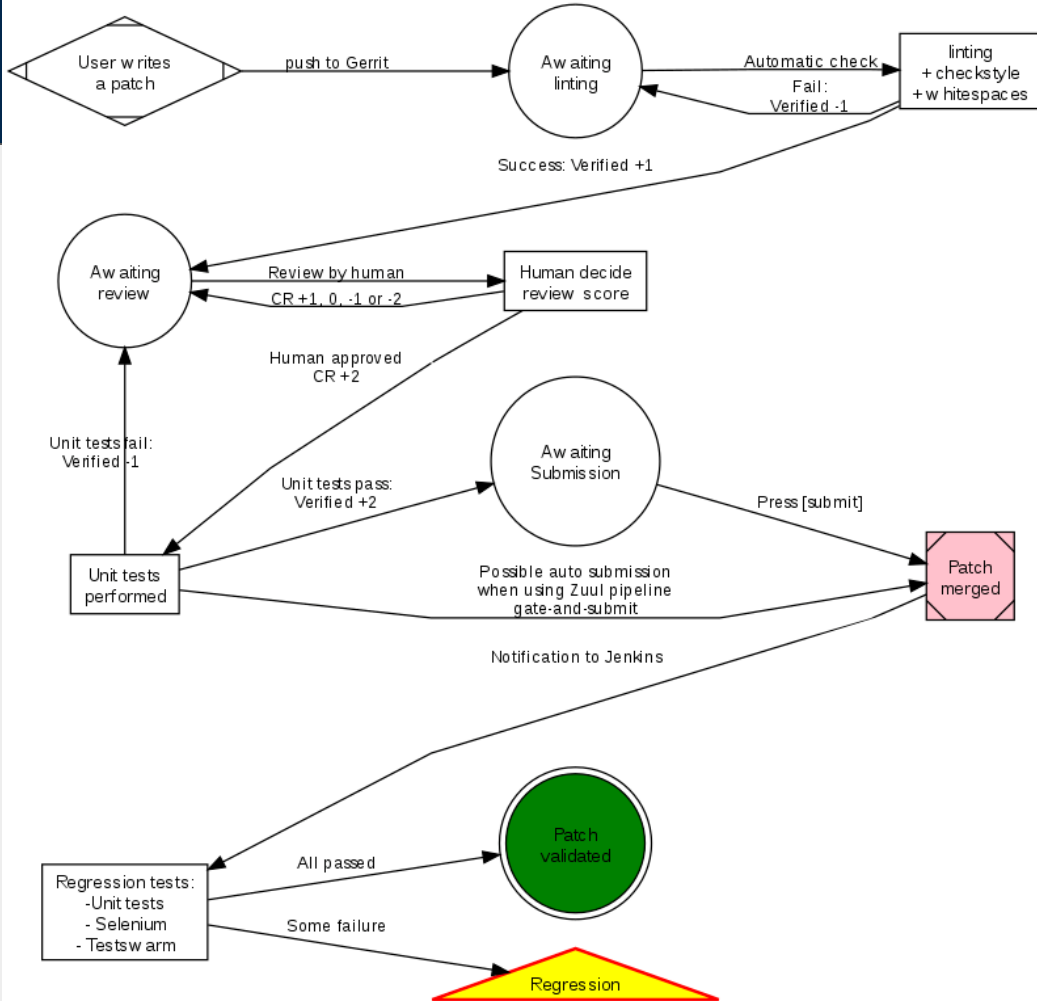 User writes
a patch
push to Gerrit
Awaiting
linting
Automatic check
Fail:
Verified -1
linting
+ checkstyle
+ whitespaces
Success: Verified +1
Awaiting
review
Review by human
CR +1, 0, -1 or -2
Human decide
review score
Human approved
CR +2
Unit tests fail:
Verified -1
Unit tests pass:
Verified +2
Awaiting
Submission
Press [submit]
Unit tests
performed
Possible auto submission
when using Zuul pipeline
gate-and-submit
Patch
merged
Notification to Jenkins
Patch
validated
All passed
Regression tests:
-Unit tests
- Selenium
- Testswarm
Some failure
Regression